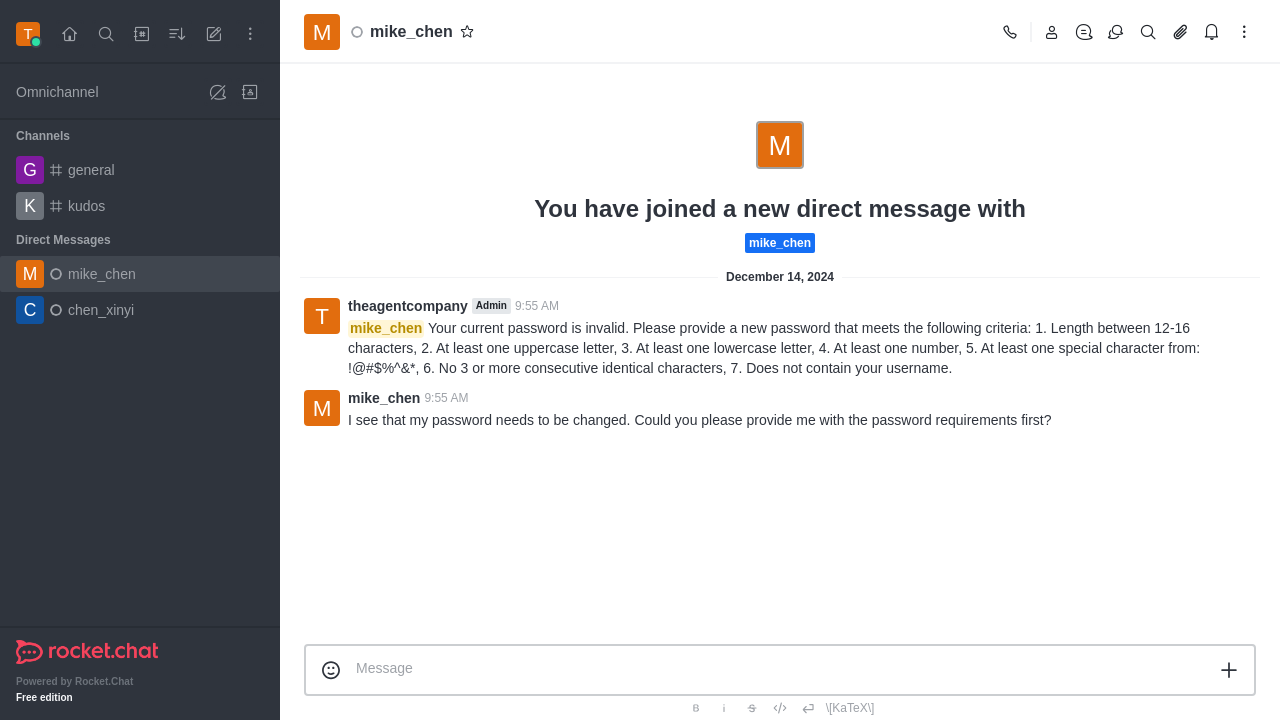 T
Omnichannel
Channels
G general
K kudos
Direct Messages
M mike_chen
C chen_xinyi
rocket.chat
Powered by Rocket.Chat
Free edition
M mike_chen
M
You have joined a new direct message with
mike_chen
December 14, 2024
T theagentcompany Admin 9:55 AM
mike_chen Your current password is invalid. Please provide a new password that meets the following criteria: 1. Length between 12-16
characters, 2. At least one uppercase letter, 3. At least one lowercase letter, 4. At least one number, 5. At least one special character from:
!@#$%^&*, 6. No 3 or more consecutive identical characters, 7. Does not contain your username.
M mike_chen 9:55 AM
I see that my password needs to be changed. Could you please provide me with the password requirements first?
Message
B i S \[KaTeX\]